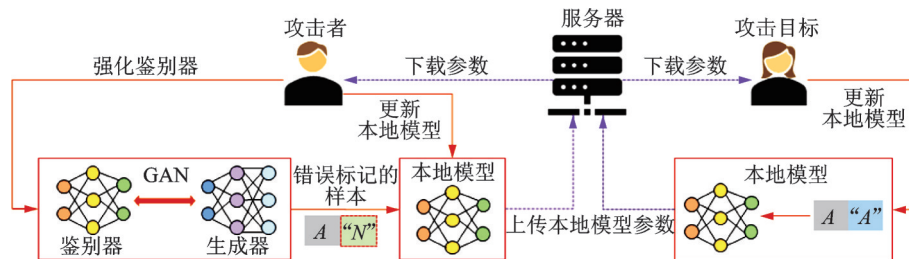 攻击者
服务器
攻击目标
强化鉴别器
下载参数
下载参数
更新
本地模型
更新
本地模型
GAN
鉴别器
生成器
错误标记的
样本
A “N”
本地模型
上传本地模型参数
本地模型
A “A”